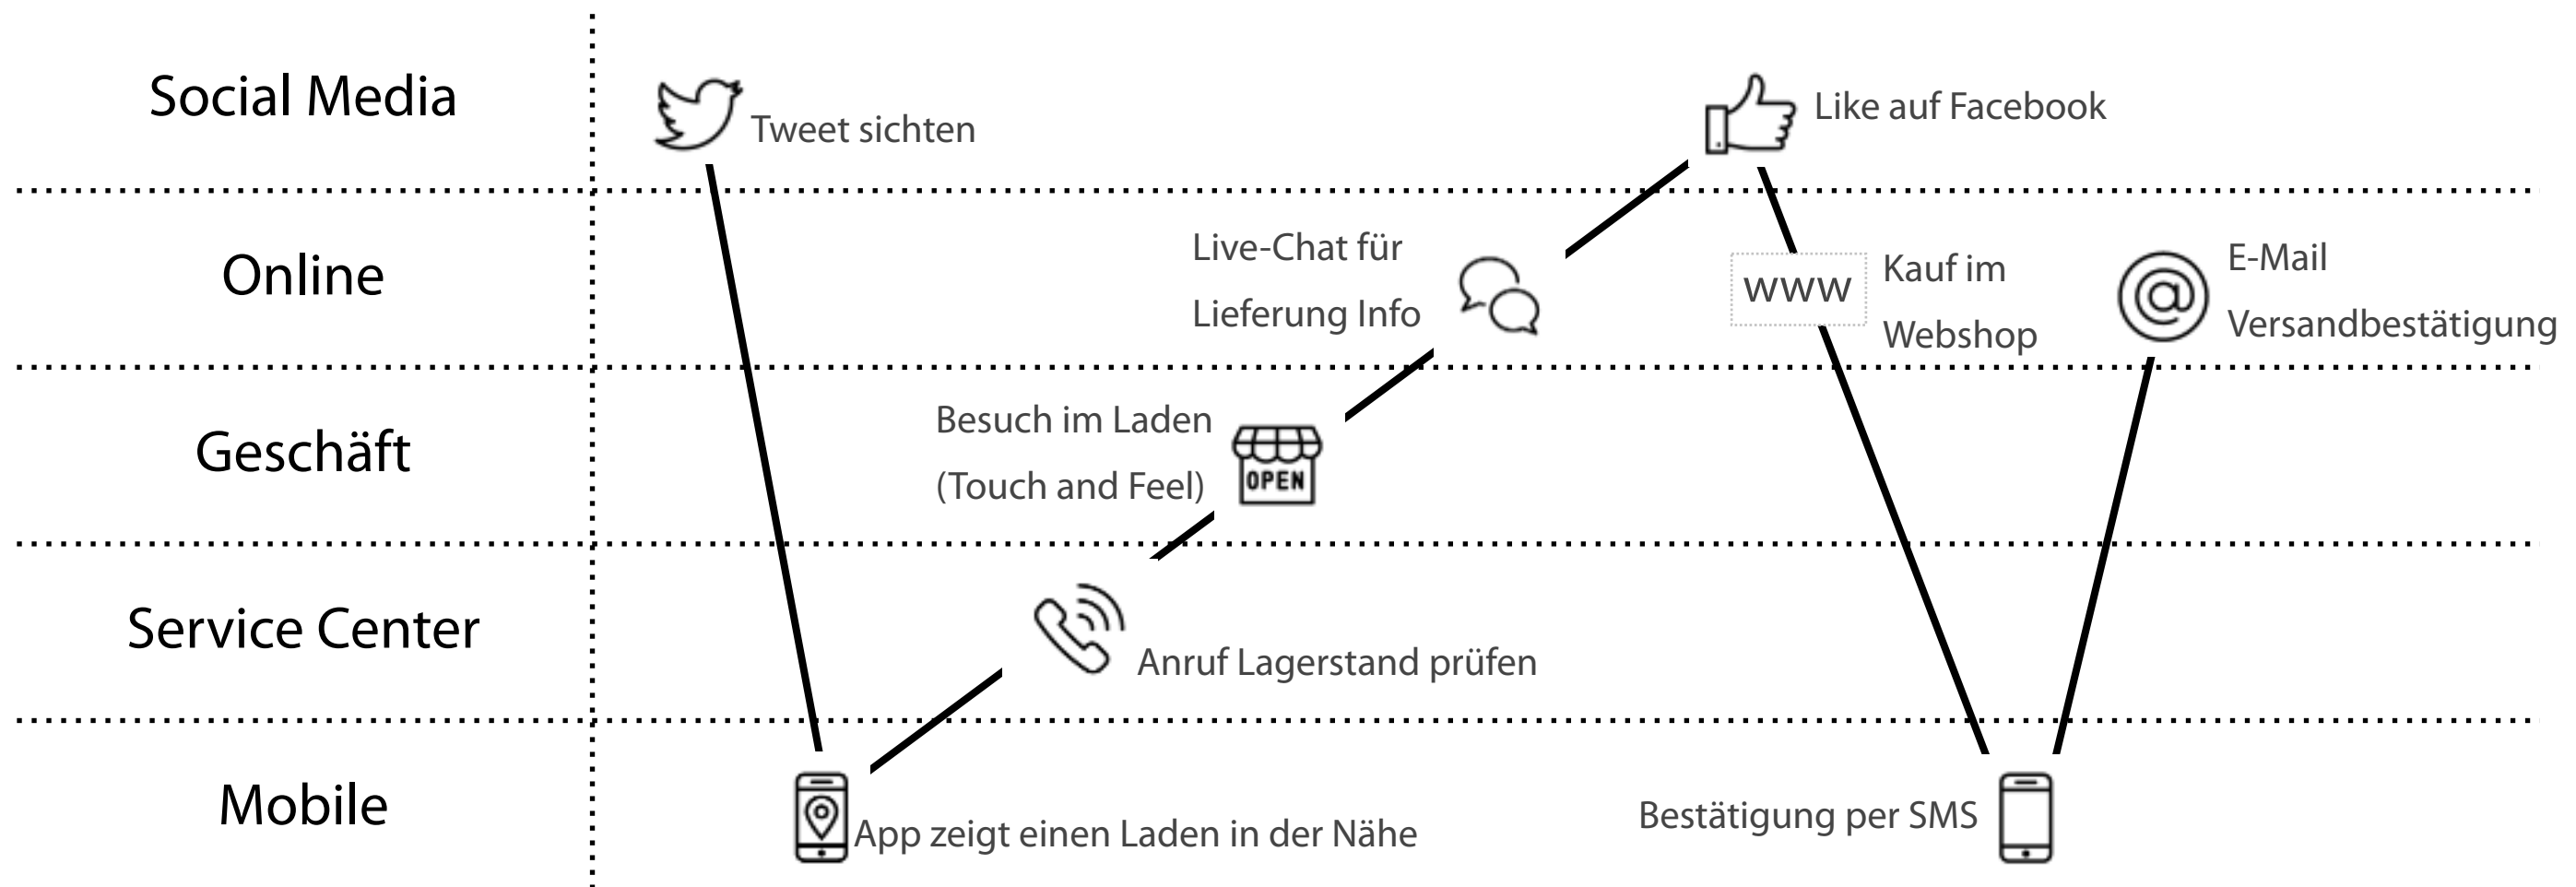 Social Media
Tweet sichten
Like auf Facebook
Online
Live-Chat für
Lieferung Info
www
Kauf im
Webshop
@
E-Mail
Versandbestätigung
Geschäft
Besuch im Laden
(Touch and Feel)
OPEN
Service Center
Anruf Lagerstand prüfen
Mobile
App zeigt einen Laden in der Nähe
Bestätigung per SMS